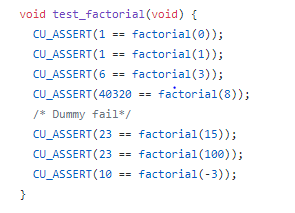 void test_factorial(void) {
  CU_ASSERT(1 == factorial(0));
  CU_ASSERT(1 == factorial(1));
  CU_ASSERT(6 == factorial(3));
  CU_ASSERT(40320 == factorial(8));
  /* Dummy fail*/
  CU_ASSERT(23 == factorial(15));
  CU_ASSERT(23 == factorial(100));
  CU_ASSERT(10 == factorial(-3));
}